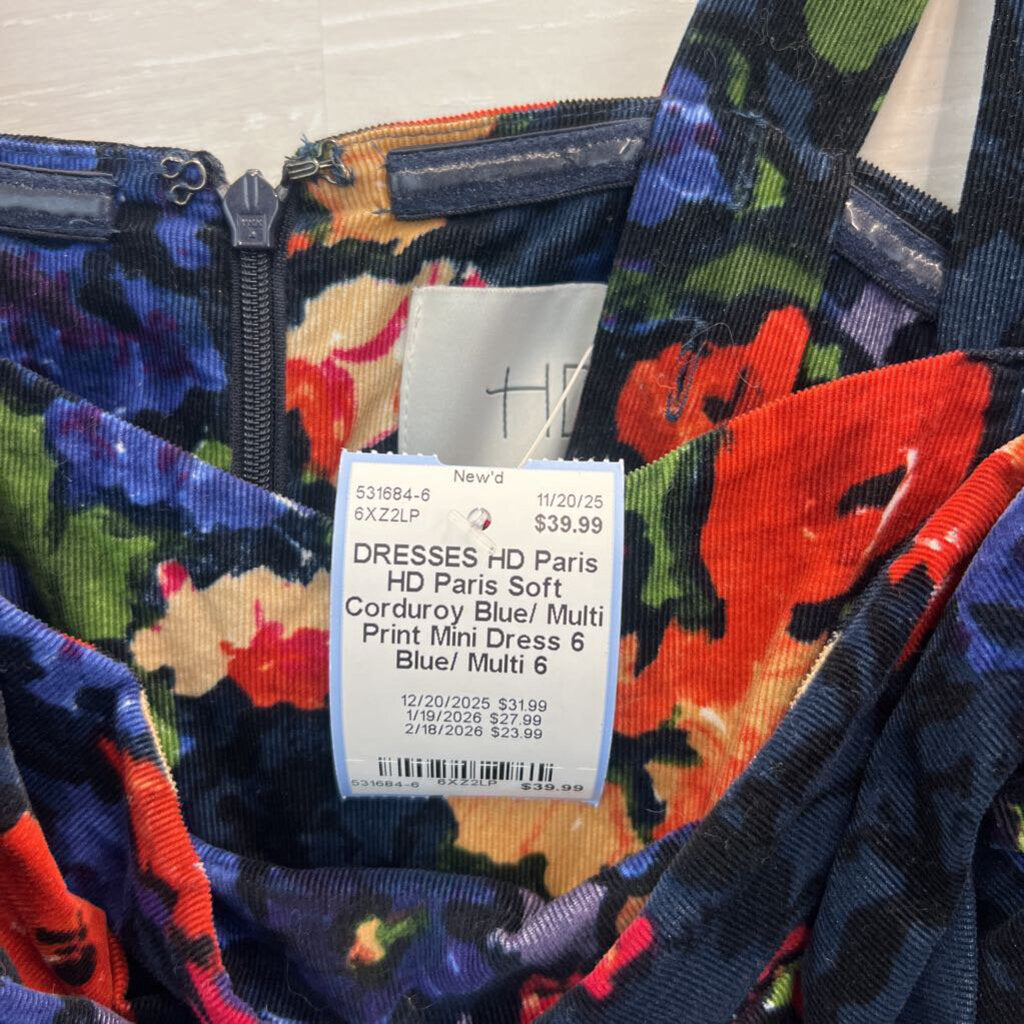 HD
New'd
531684-6 11/20/25
6XZ2LP $39.99
DRESSES HD Paris
HD Paris Soft
Corduroy Blue/ Multi
Print Mini Dress 6
Blue/ Multi 6
12/20/2025 $31.99
1/19/2026 $27.99
2/18/2026 $23.99
531684-6 6XZ2LP $39.99